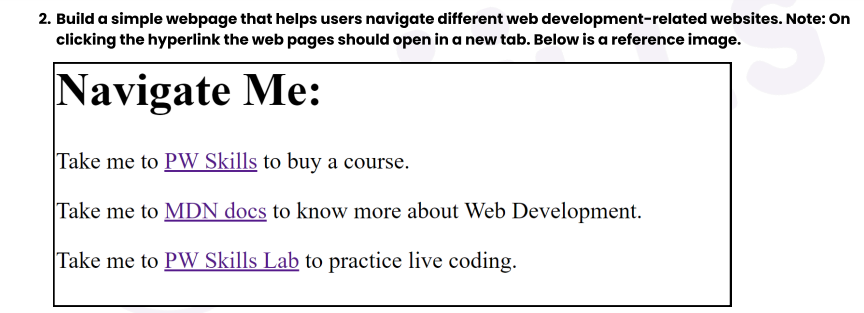 2. Build a simple webpage that helps users navigate different web development-related websites. Note: On
clicking the hyperlink the web pages should open in a new tab. Below is a reference image.
Navigate Me:
Take me to PW Skills to buy a course.
Take me to MDN docs to know more about Web Development.
Take me to PW Skills Lab to practice live coding.